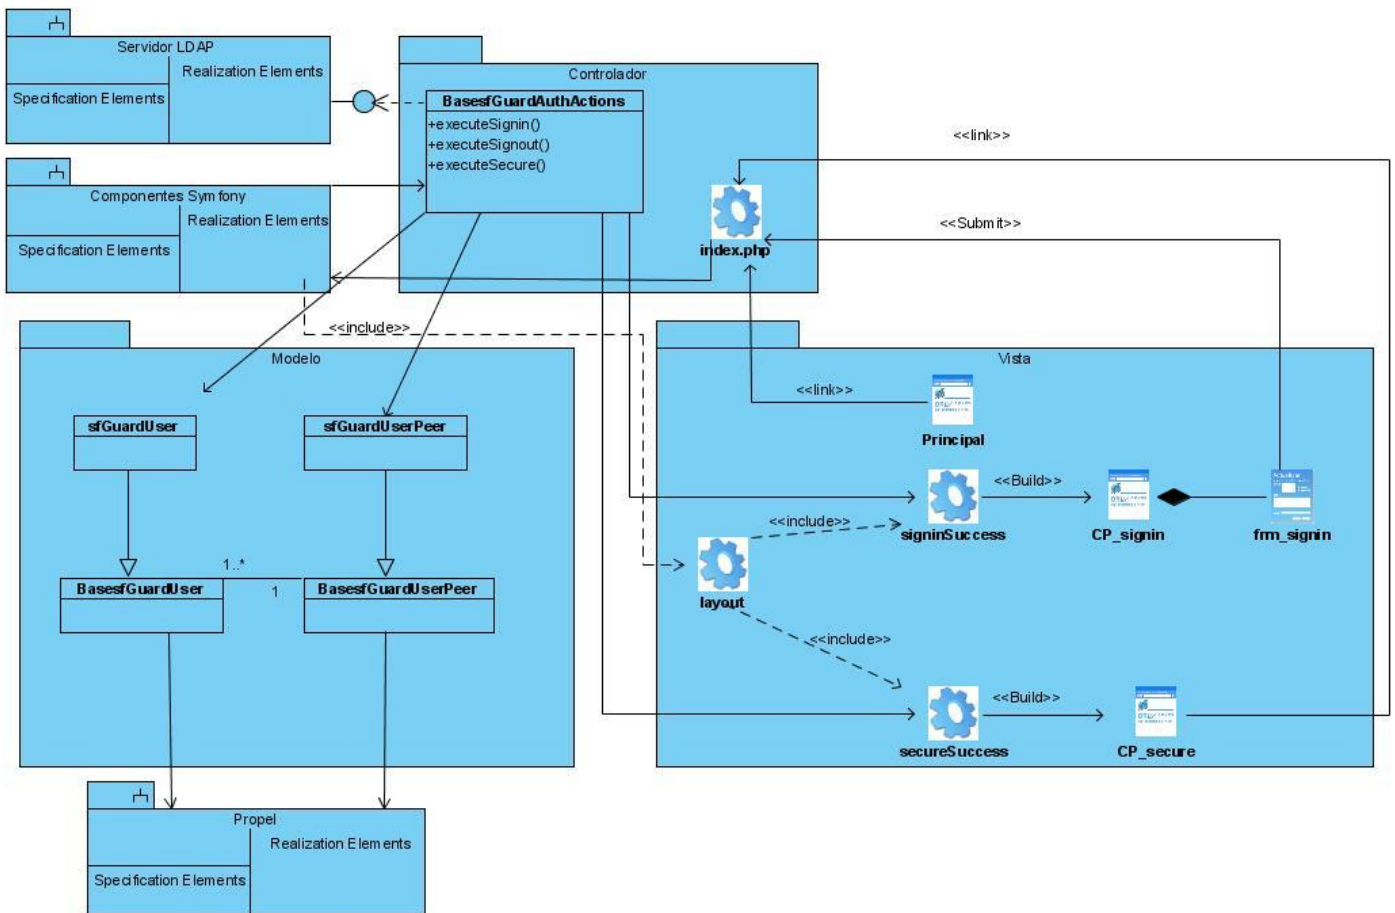 Servidor LDAP
Realization Elements
Specification Elements
Controlador
BasesfGuardAuthActions
+executeSignin()
+executeSignout()
+executeSecure()
<<link>>
Componentes Symfony
Realization Elements
Specification Elements
index.php
<<Submit>>
<<include>>
Modelo
Vista
<<link>>
Principal
sfGuardUser
sfGuardUserPeer
<<Build>>
<<include>>
signinSuccess
CP_signin
frm_signin
1..*
BasesfGuardUser
1
BasesfGuardUserPeer
layout
<<include>>
<<Build>>
secureSuccess
CP_secure
Propel
Realization Elements
Specification Elements